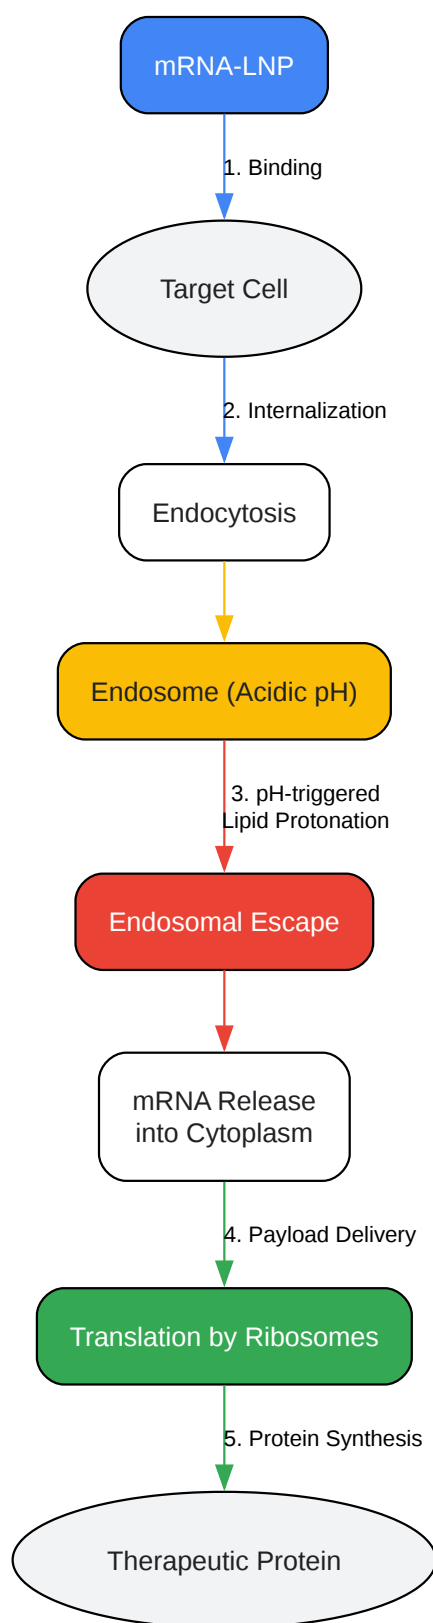 mRNA-LNP
1. Binding
Target Cell
2. Internalization
Endocytosis
Endosome (Acidic pH)
3. pH-triggered
Lipid Protonation
Endosomal Escape
mRNA Release
into Cytoplasm
4. Payload Delivery
Translation by Ribosomes
5. Protein Synthesis
Therapeutic Protein